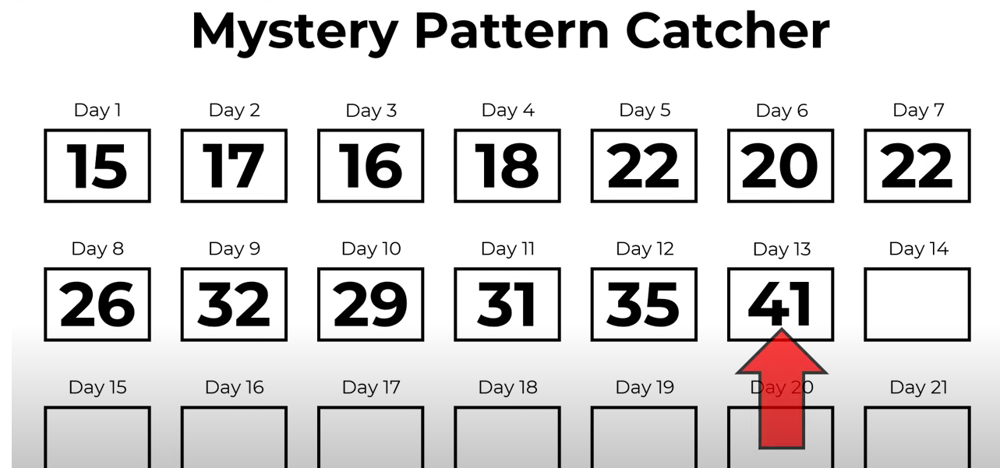 Mystery Pattern Catcher
Day 1 Day 2 Day 3 Day 4 Day 5 Day 6 Day 7
15 17 16 18 22 20 22
Day 8 Day 9 Day 10 Day 11 Day 12 Day 13 Day 14
26 32 29 31 35 41
Day 15 Day 16 Day 17 Day 18 Day 19 Day 20 Day 21